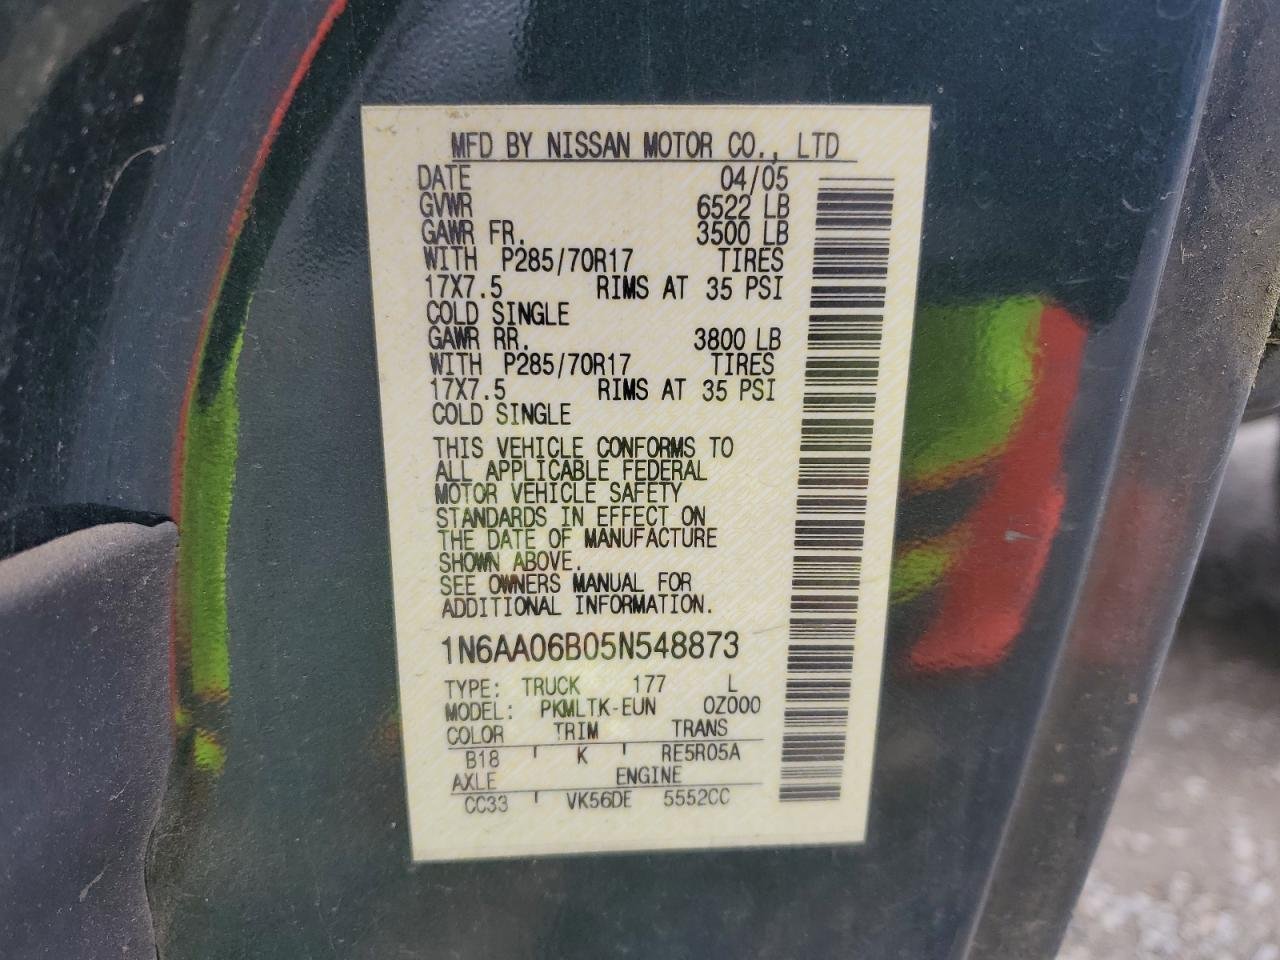 MFD BY NISSAN MOTOR CO., LTD
DATE 04/05
GVWR 6522 LB
GAWR FR. 3500 LB
WITH P285/70R17 TIRES
17X7.5 RIMS AT 35 PSI
COLD SINGLE
GAWR RR. 3800 LB
WITH P285/70R17 TIRES
17X7.5 RIMS AT 35 PSI
COLD SINGLE
THIS VEHICLE CONFORMS TO
ALL APPLICABLE FEDERAL
MOTOR VEHICLE SAFETY
STANDARDS IN EFFECT ON
THE DATE OF MANUFACTURE
SHOWN ABOVE.
SEE OWNERS MANUAL FOR
ADDITIONAL INFORMATION.
1N6AA06B05N548873
TYPE: TRUCK 177 L
MODEL: PKMLTK-EUN 0Z000
COLOR TRIM TRANS
B18 K RE5R05A
AXLE ENGINE
CC33 VK56DE 5552CC